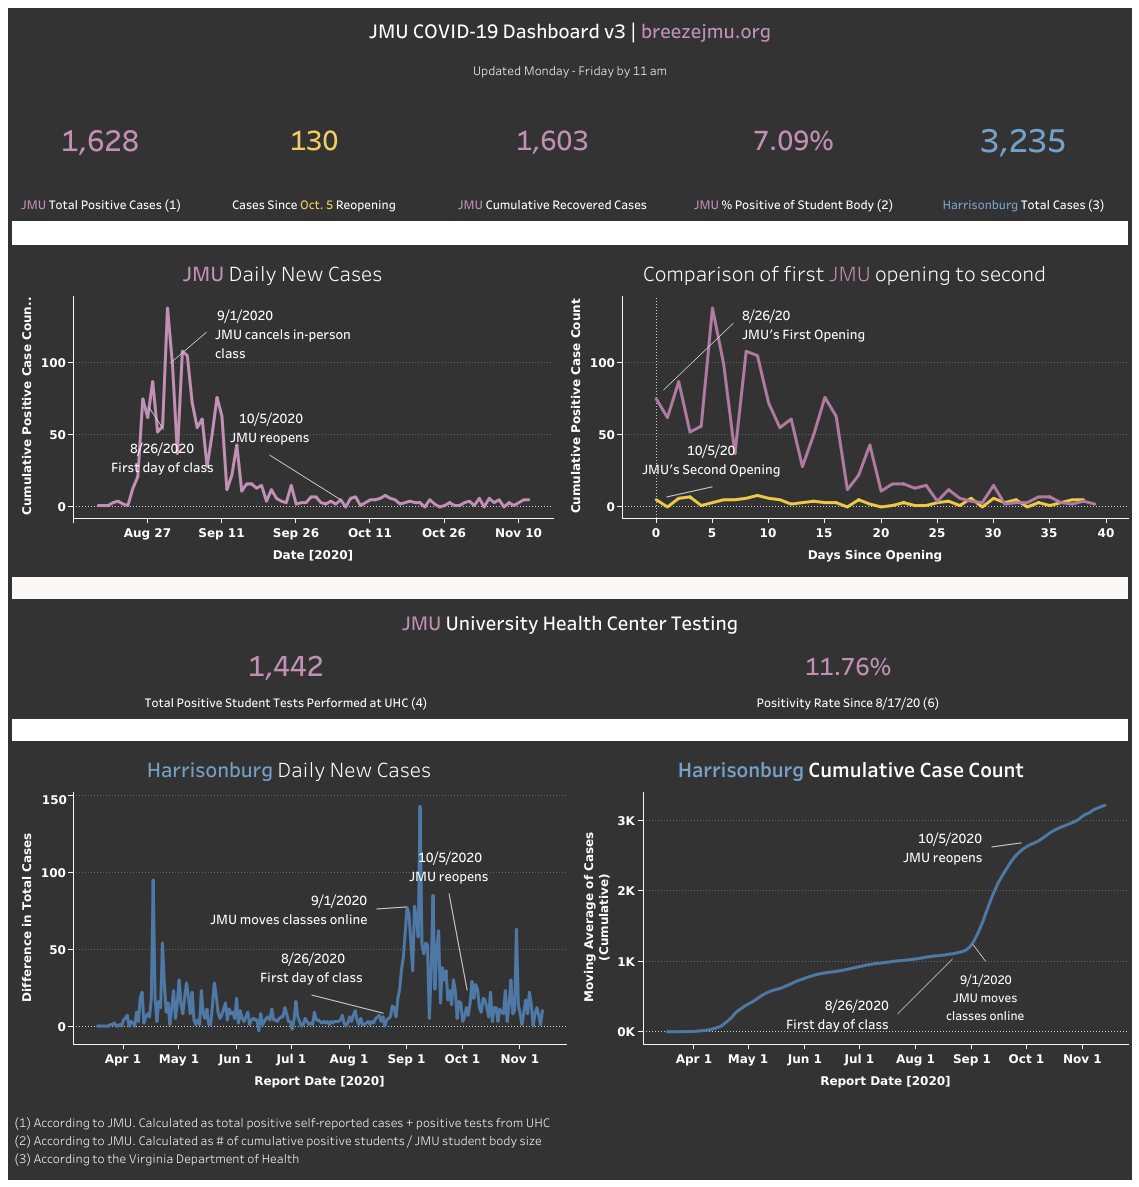 JMU COVID-19 Dashboard v3 | breezejmu.org
Updated Monday - Friday by 11 am
1,628
130
1,603
7.09%
3,235
JMU Total Positive Cases (1)
Cases Since Oct. 5 Reopening
JMU Cumulative Recovered Cases
JMU % Positive of Student Body (2)
Harrisonburg Total Cases (3)
JMU Daily New Cases
Cumulative Positive Case Coun..
100
50
0
9/1/2020
JMU cancels in-person
class
10/5/2020
JMU reopens
8/26/2020
First day of class
Aug 27
Sep 11
Sep 26
Oct 11
Oct 26
Nov 10
Date [2020]
Comparison of first JMU opening to second
Cumulative Positive Case Count
100
50
0
8/26/20
JMU's First Opening
10/5/20
JMU's Second Opening
0
5
10
15
20
25
30
35
40
Days Since Opening
JMU University Health Center Testing
1,442
11.76%
Total Positive Student Tests Performed at UHC (4)
Positivity Rate Since 8/17/20 (6)
Harrisonburg Daily New Cases
Difference in Total Cases
150
100
50
0
10/5/2020
JMU reopens
9/1/2020
JMU moves classes online
8/26/2020
First day of class
Apr 1
May 1
Jun 1
Jul 1
Aug 1
Sep 1
Oct 1
Nov 1
Report Date [2020]
Harrisonburg Cumulative Case Count
Moving Average of Cases
(Cumulative)
3K
2K
1K
0K
10/5/2020
JMU reopens
9/1/2020
JMU moves
classes online
8/26/2020
First day of class
Apr 1
May 1
Jun 1
Jul 1
Aug 1
Sep 1
Oct 1
Nov 1
Report Date [2020]
(1) According to JMU. Calculated as total positive self-reported cases + positive tests from UHC
(2) According to JMU. Calculated as # of cumulative positive students / JMU student body size
(3) According to the Virginia Department of Health